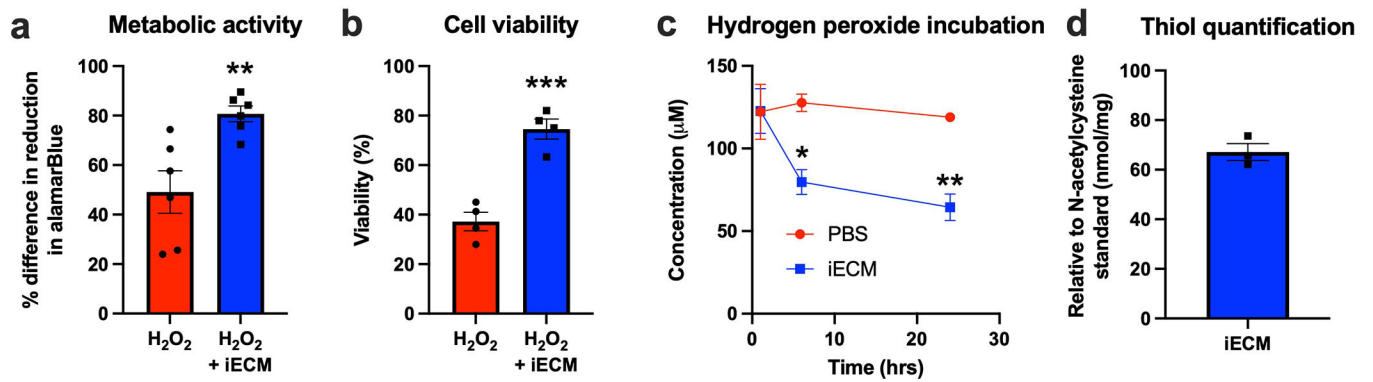 a
Metabolic activity
% difference in reduction
in alamarBlue
100
80
60
40
20
0
**
H₂O₂
H₂O₂
+ iECM
b
Cell viability
Viability (%)
100
80
60
40
20
0
***
H₂O₂
H₂O₂
+ iECM
c
Hydrogen peroxide incubation
Concentration (μM)
150
100
50
0
*
**
PBS
iECM
0
10
20
30
Time (hrs)
d
Thiol quantification
Relative to N-acetylcysteine
standard (nmol/mg)
100
80
60
40
20
0
iECM